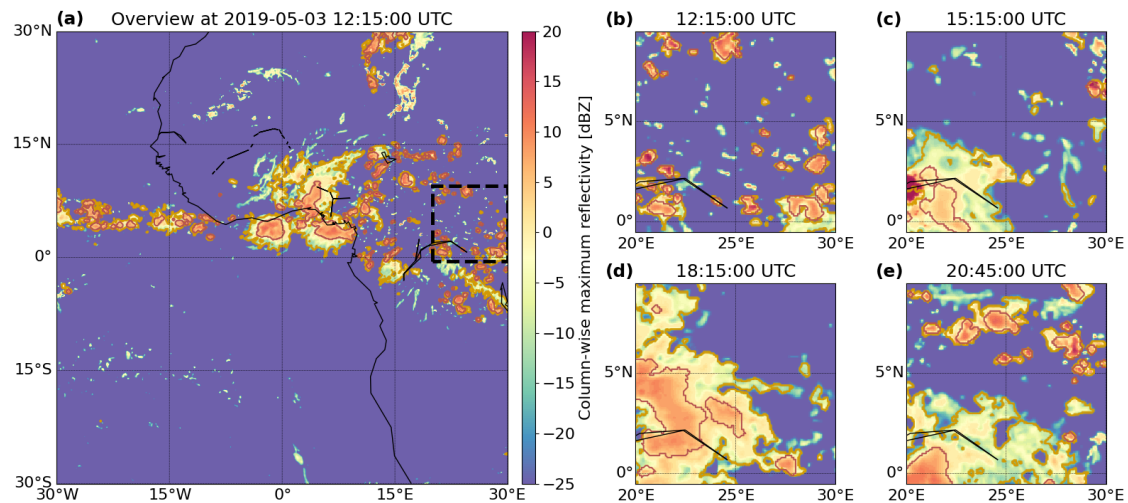 (a) Overview at 2019-05-03 12:15:00 UTC
30°N
15°N
0°
15°S
30°S
30°W 15°W 0° 15°E 30°E
20
15
10
5
0
−5
−10
−15
−20
−25
Column-wise maximum reflectivity [dBZ]
(b) 12:15:00 UTC
5°N
0°
20°E 25°E 30°E
(c) 15:15:00 UTC
5°N
0°
20°E 25°E 30°E
(d) 18:15:00 UTC
5°N
0°
20°E 25°E 30°E
(e) 20:45:00 UTC
5°N
0°
20°E 25°E 30°E